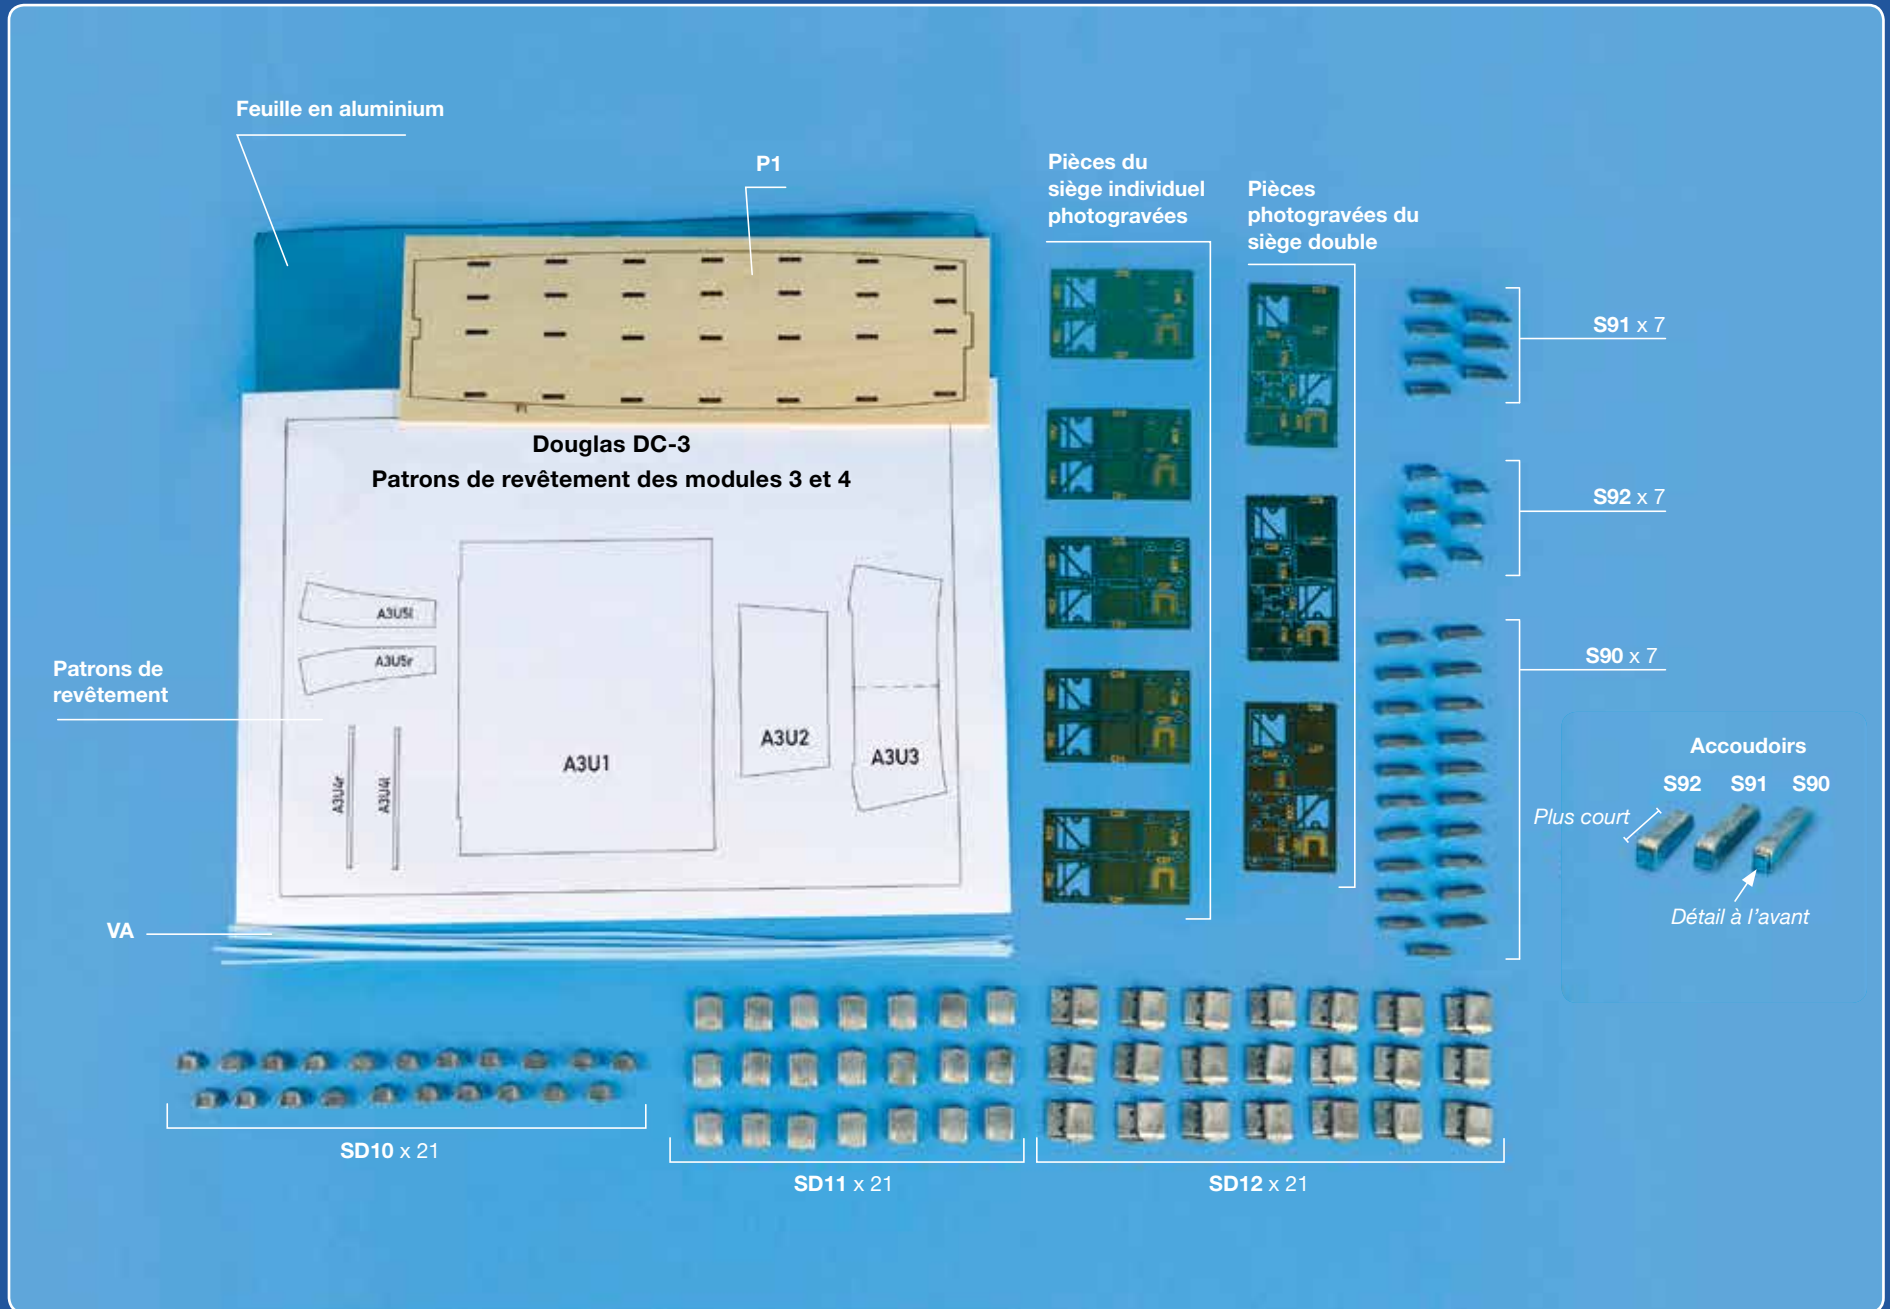 Feuille en aluminium
P1
Pièces du
siège individuel
photogravées
Pièces
photogravées du
siège double
S91 x 7
S92 x 7
S90 x 7
Douglas DC-3
Patrons de revêtement des modules 3 et 4
A3U5l
A3U5r
A3U4r
A3U4l
A3U1
A3U2
A3U3
Patrons de
revêtement
VA
Accoudoirs
S92 S91 S90
Plus court
Détail à l'avant
SD10 x 21
SD11 x 21
SD12 x 21